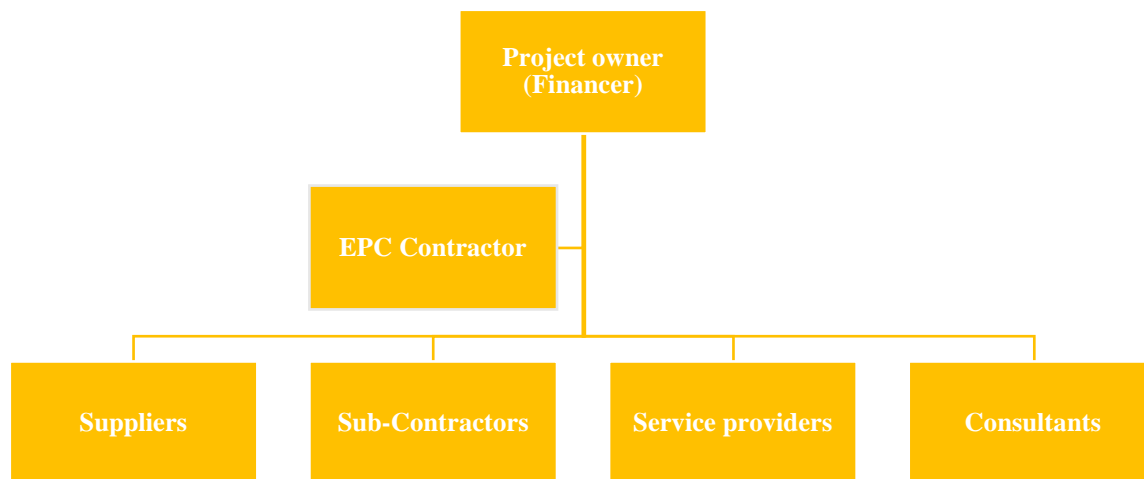 Project owner
(Financer)
EPC Contractor
Suppliers
Sub-Contractors
Service providers
Consultants